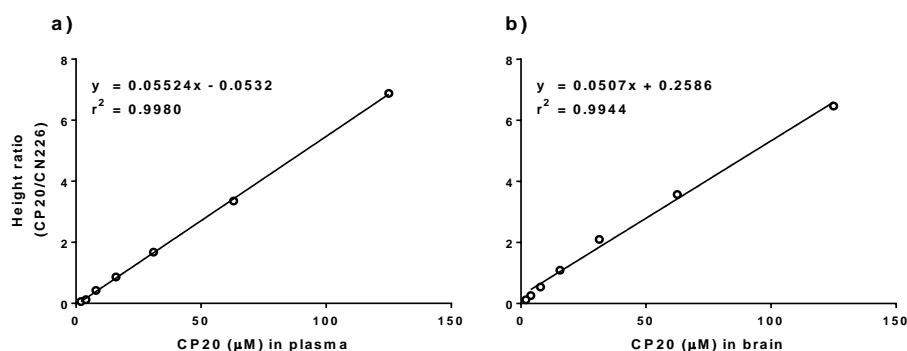 a)
y = 0.05524x - 0.0532
r² = 0.9980
Height ratio
(CP20/CN226)
8
6
4
2
0
0 50 100 150
CP20 (µM) in plasma
b)
y = 0.0507x + 0.2586
r² = 0.9944
8
6
4
2
0
0 50 100 150
CP20 (µM) in brain